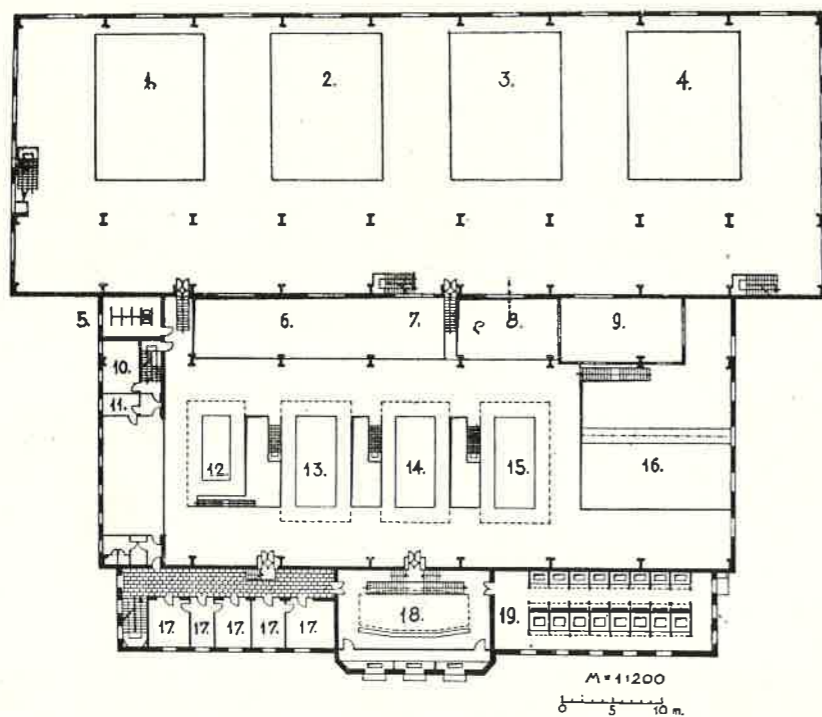 1. 2. 3. 4.
5. 6. 7. 8. 9.
10.
11.
12. 13. 14. 15. 16.
17. 17. 17. 17. 17. 18. 19.
M = 1:200
0 5 10 m.